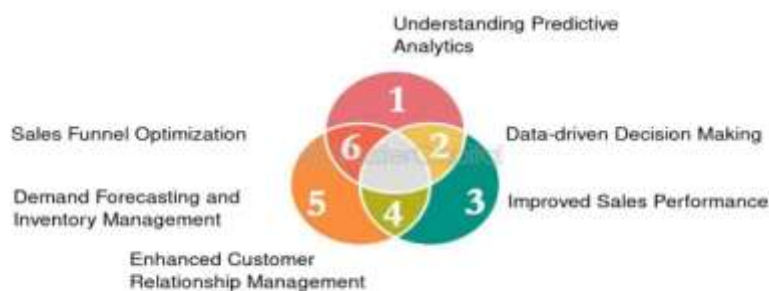 Understanding Predictive
Analytics
1
Sales Funnel Optimization
6
2
Data-driven Decision Making
Demand Forecasting and
Inventory Management
5
4
3
Improved Sales Performance
Enhanced Customer
Relationship Management